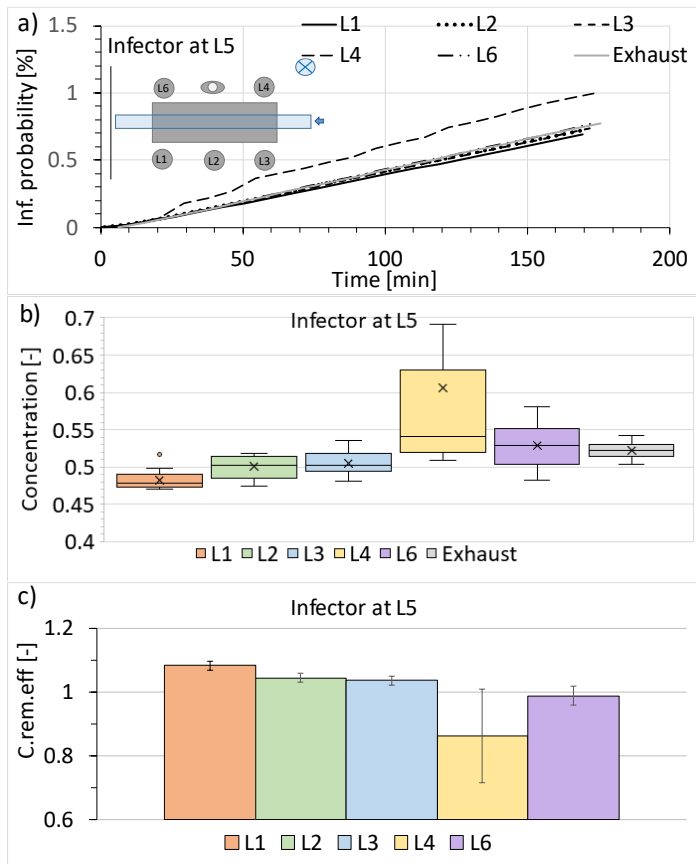 a)
1.5
1
0.5
0
Inf. probability [%]
Infector at L5
L1
L2
L3
L4
L6
Exhaust
L6
L4
L1
L2
L3
0
50
100
150
200
Time [min]
b)
Infector at L5
0.7
0.65
0.6
0.55
0.5
0.45
0.4
Concentration [-]
L1 L2 L3 L4 L6 Exhaust
c)
Infector at L5
1.2
1
0.8
0.6
C.rem.eff [-]
L1 L2 L3 L4 L6